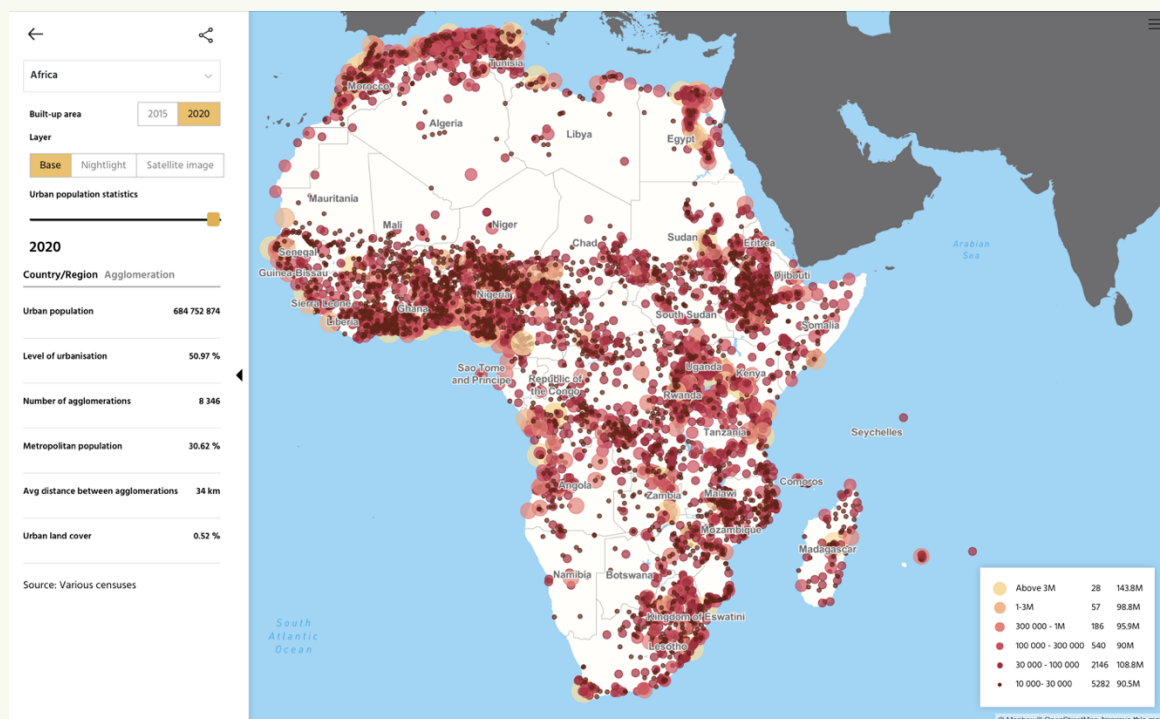 Africa
Built-up area 2015 2020
Layer
Base Nightlight Satellite image
Urban population statistics
2020
Country/Region Agglomeration
Urban population 684 752 874
Level of urbanisation 50.97 %
Number of agglomerations 8 346
Metropolitan population 30.62 %
Avg distance between agglomerations 34 km
Urban land cover 0.52 %
Source: Various censuses
Tunisia
Morocco
Algeria
Libya
Egypt
Mauritania
Mali
Niger
Chad
Sudan
Eritrea
Senegal
Guinea-Bissau
Djibouti
Sierra Leone
Ghana
Nigeria
Liberia
South Sudan
Somalia
Sao Tome
and Principe
Republic of
the Congo
Uganda
Kenya
Rwanda
Tanzania
Seychelles
Comoros
Angola
Zambia
Malawi
Mozambique
Madagascar
Namibia
Botswana
Kingdom of Eswatini
Lesotho
Arabian
Sea
South
Atlantic
Ocean
Above 3M 28 143.8M
1-3M 57 98.8M
300 000 - 1M 186 95.9M
100 000 - 300 000 540 90M
30 000 - 100 000 2146 108.8M
10 000- 30 000 5282 90.5M